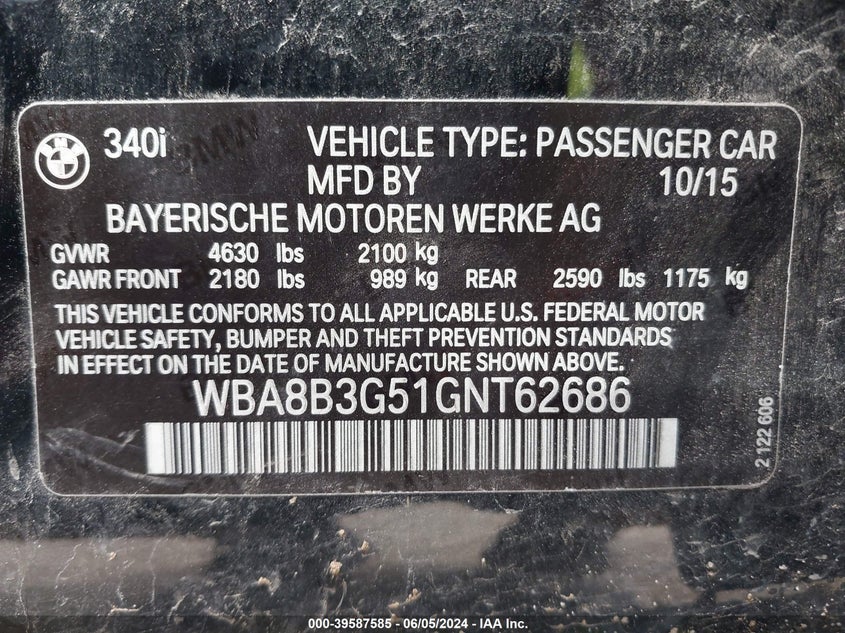 340i VEHICLE TYPE: PASSENGER CAR
MFD BY 10/15
BAYERISCHE MOTOREN WERKE AG
GVWR 4630 lbs 2100 kg
GAWR FRONT 2180 lbs 989 kg REAR 2590 lbs 1175 kg
THIS VEHICLE CONFORMS TO ALL APPLICABLE U.S. FEDERAL MOTOR
VEHICLE SAFETY, BUMPER AND THEFT PREVENTION STANDARDS
IN EFFECT ON THE DATE OF MANUFACTURE SHOWN ABOVE.
WBA8B3G51GNT62686
2 122 606
000-39587585 - 06/05/2024 - IAA Inc.